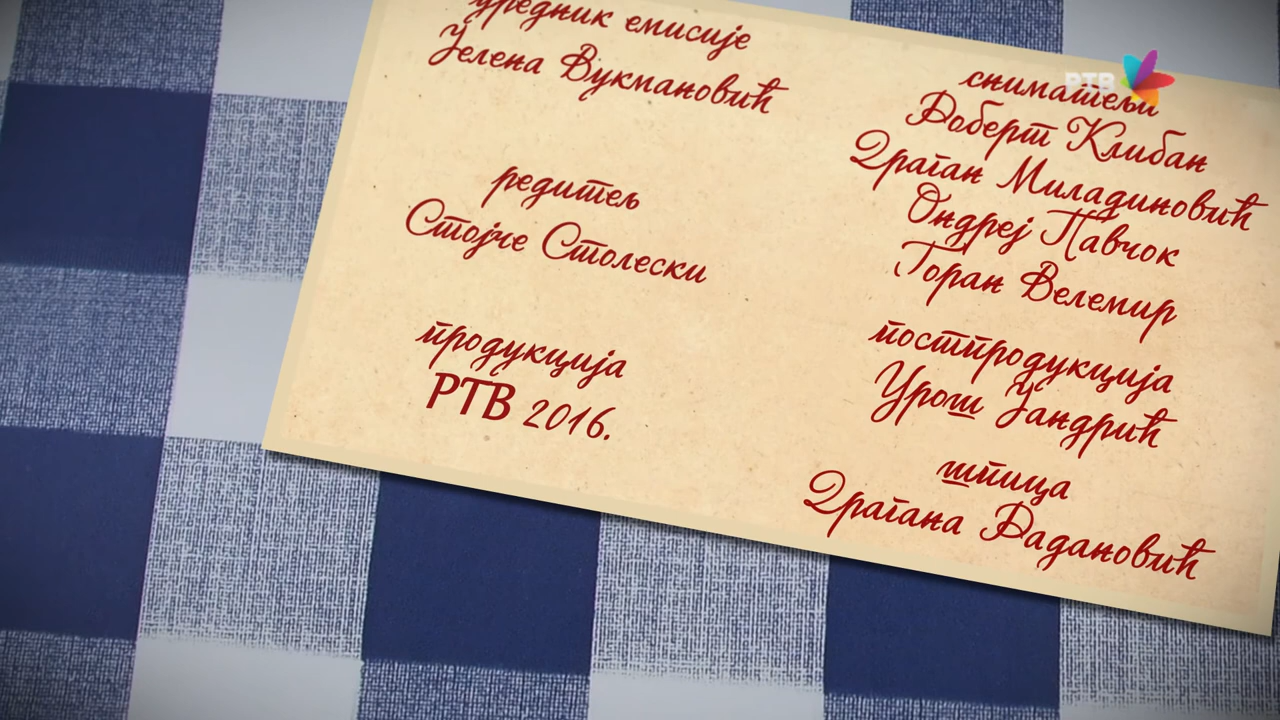 уредник емисије
Јелена Вукмановић
редитељ
Стојче Столески
продукција
РТВ 2016.
РТВ
сниматељи
Роберт Клибан
Драган Миладиновић
Ондреј Павчок
Горан Велемир
постпродукција
Урош Јандрић
шпица
Драгана Радановић